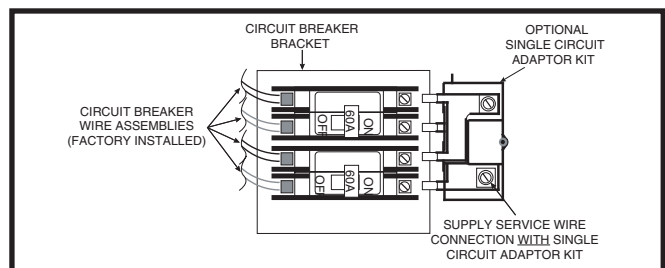 CIRCUIT BREAKER
BRACKET
OPTIONAL
SINGLE CIRCUIT
ADAPTOR KIT
CIRCUIT BREAKER
WIRE ASSEMBLIES
(FACTORY INSTALLED)
OFF
60A
ON
OFF
60A
ON
SUPPLY SERVICE WIRE
CONNECTION WITH SINGLE
CIRCUIT ADAPTOR KIT